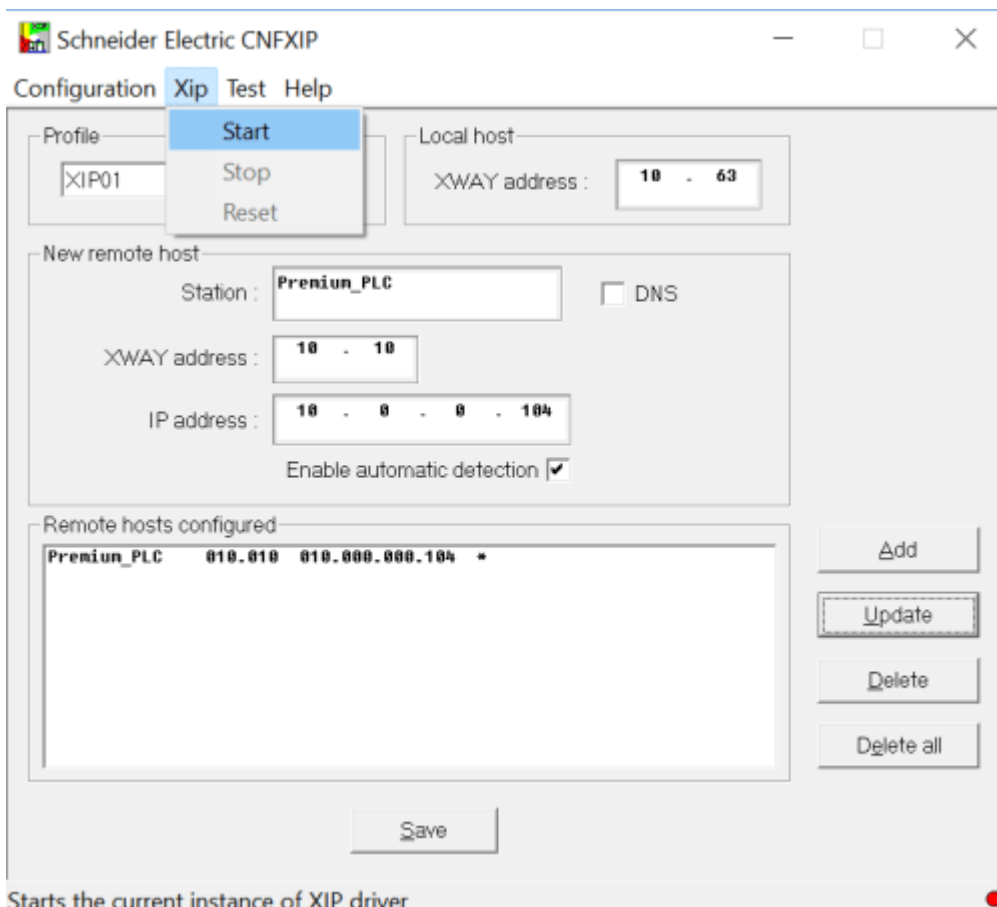 Schneider Electric CNFXIP
Configuration Xip Test Help
Start
Stop
Reset
Profile
XIP01
Local host
XWAY address : 10 . 63
New remote host
Station : Premium_PLC
DNS
XWAY address : 10 . 10
IP address : 10 . 0 . 0 . 104
Enable automatic detection
Remote hosts configured
Premium_PLC 010.010 010.000.000.104 *
Add
Update
Delete
Delete all
Save
Starts the current instance of XIP driver